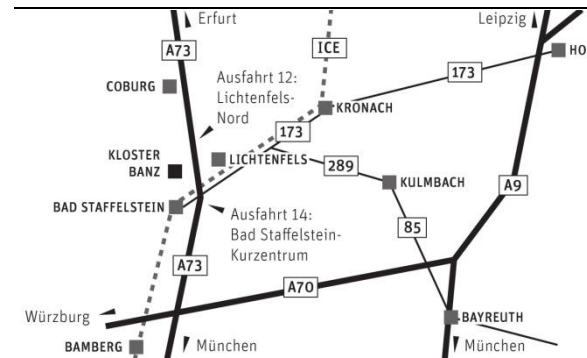 Erfurt
Leipzig
A73
ICE
HO
Ausfahrt 12:
Lichtenfels-
Nord
173
COBURG
KRONACH
173
KLOSTER
BANZ
LICHTENFELS
289
KULMBACH
A9
BAD STAFFELSTEIN
Ausfahrt 14:
Bad Staffelstein-
Kurzentrum
85
A73
A70
Würzburg
BAYREUTH
BAMBERG
München
München